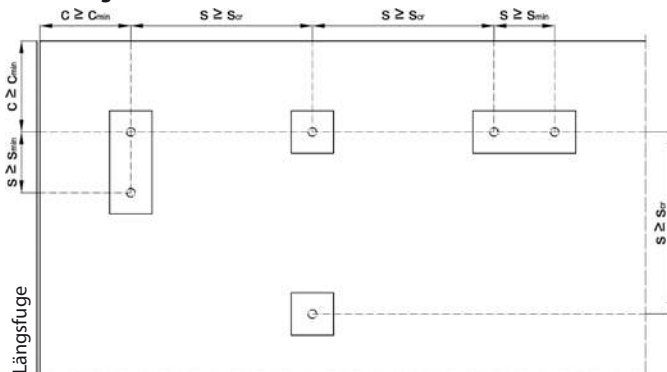 c ≥ cmin
s ≥ scr
s ≥ scr
s ≥ smin
c ≥ cmin
s ≥ smin
s ≥ scr
Längsfuge